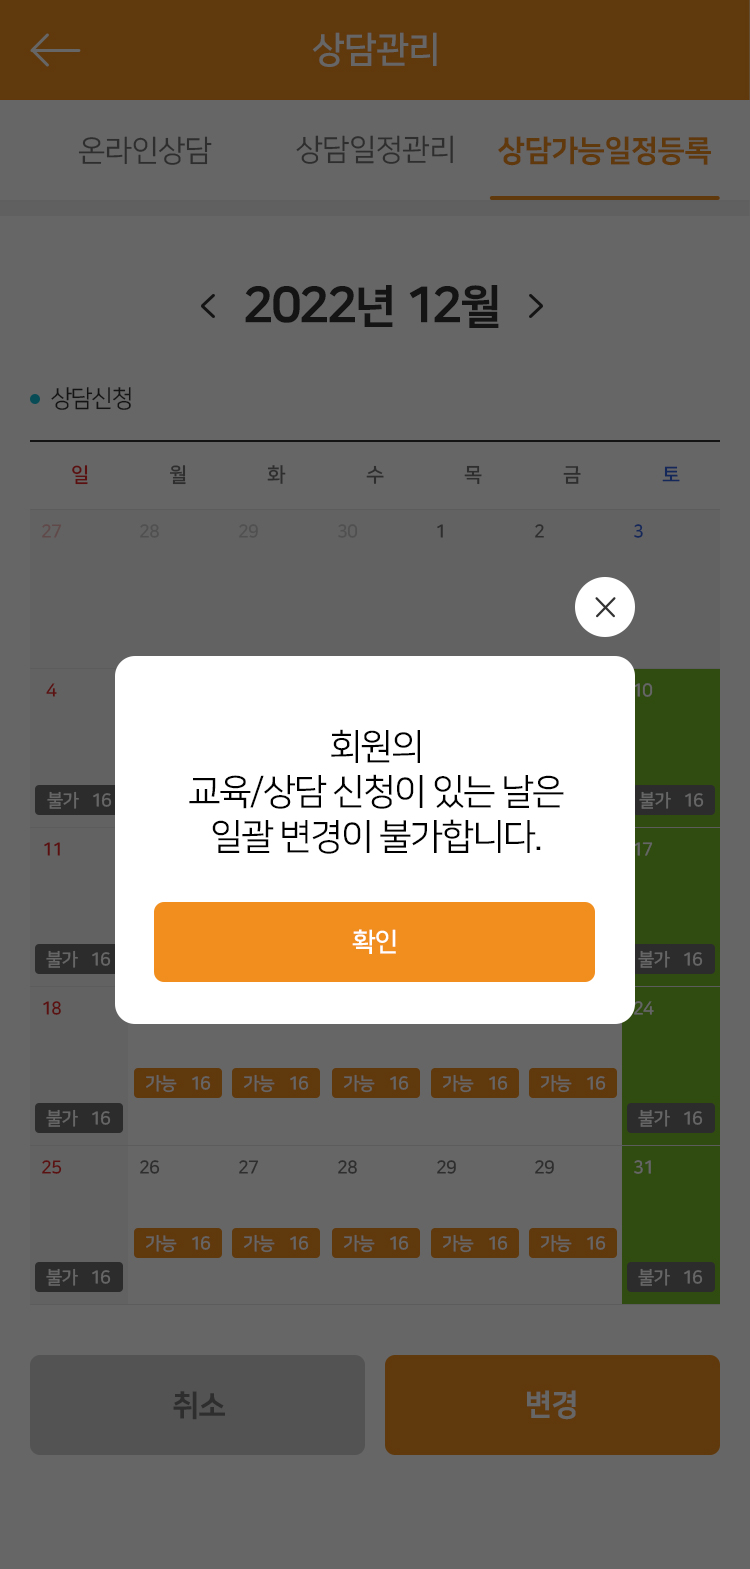 상담관리
온라인상담 상담일정관리 상담가능일정등록
2022년 12월
상담신청
일 월 화 수 목 금 토
27 28 29 30 1 2 3
4 10
불가 16 불가 16
회원의
교육/상담 신청이 있는 날은
일괄 변경이 불가합니다.
11 17
확인
불가 16 불가 16
18 24
가능 16 가능 16 가능 16 가능 16 가능 16
불가 16 불가 16
25 26 27 28 29 29 31
가능 16 가능 16 가능 16 가능 16 가능 16
불가 16 불가 16
취소 변경